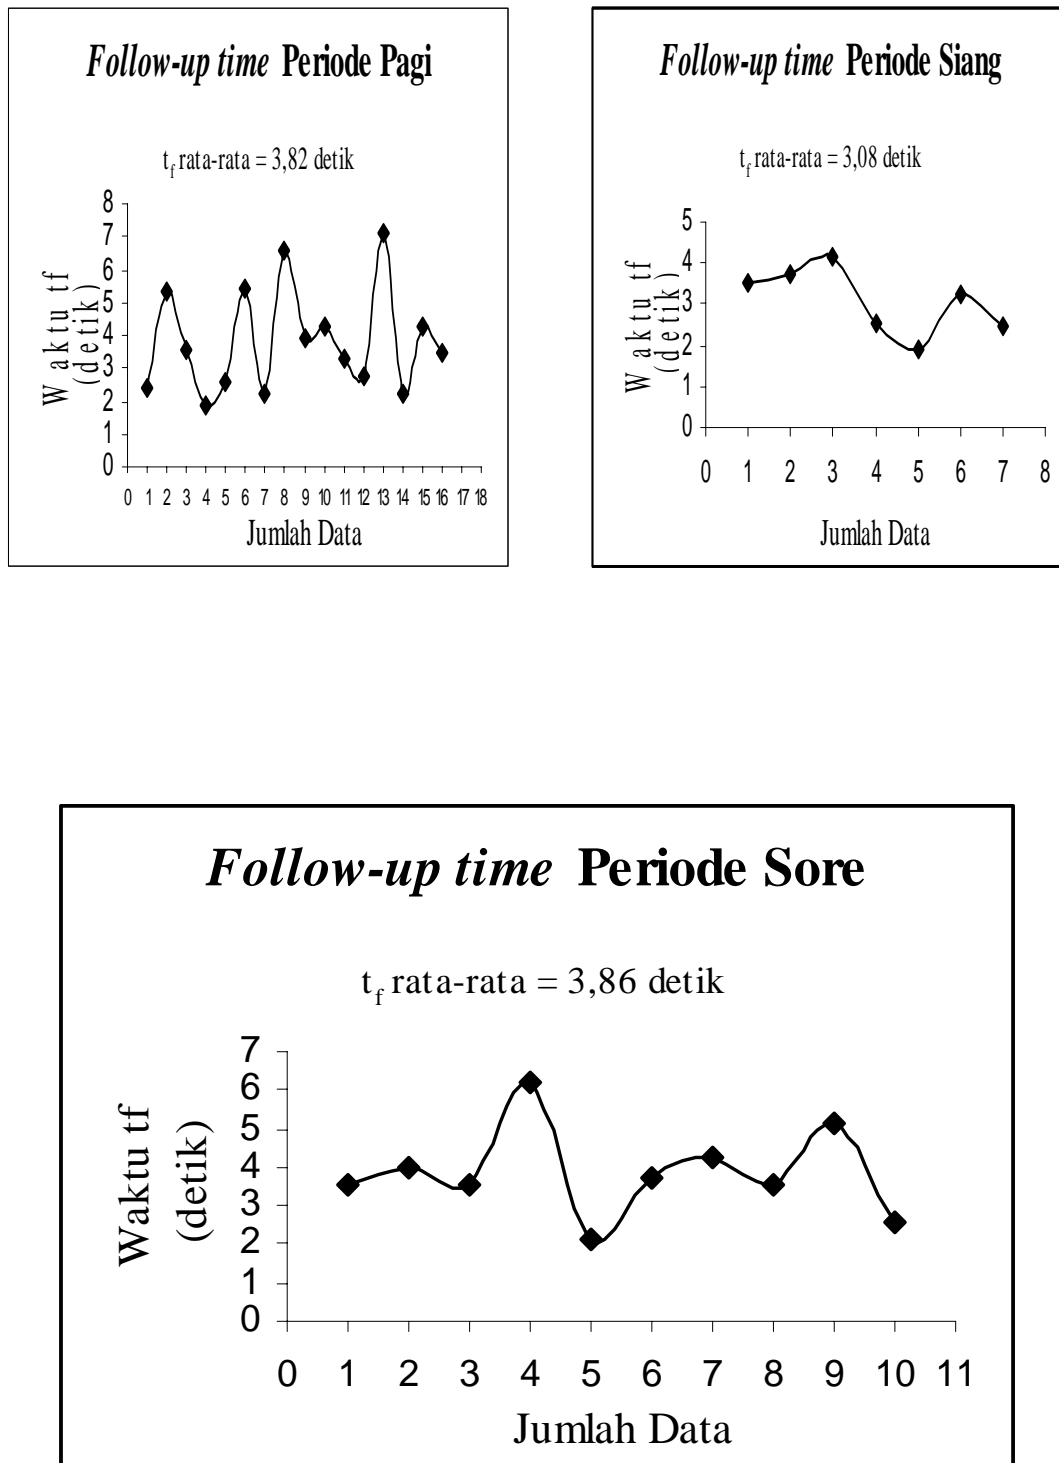 Follow-up time Periode Pagi
t_f rata-rata = 3,82 detik
8
7
6
5
4
3
2
1
0
W aktu tf
(detik)
0 1 2 3 4 5 6 7 8 9 10 11 12 13 14 15 16 17 18
Jumlah Data
Follow-up time Periode Siang
t_f rata-rata = 3,08 detik
5
4
3
2
1
0
W aktu tf
(detik)
0 1 2 3 4 5 6 7 8
Jumlah Data
Follow-up time Periode Sore
t_f rata-rata = 3,86 detik
7
6
5
4
3
2
1
0
Waktu tf
(detik)
0 1 2 3 4 5 6 7 8 9 10 11
Jumlah Data